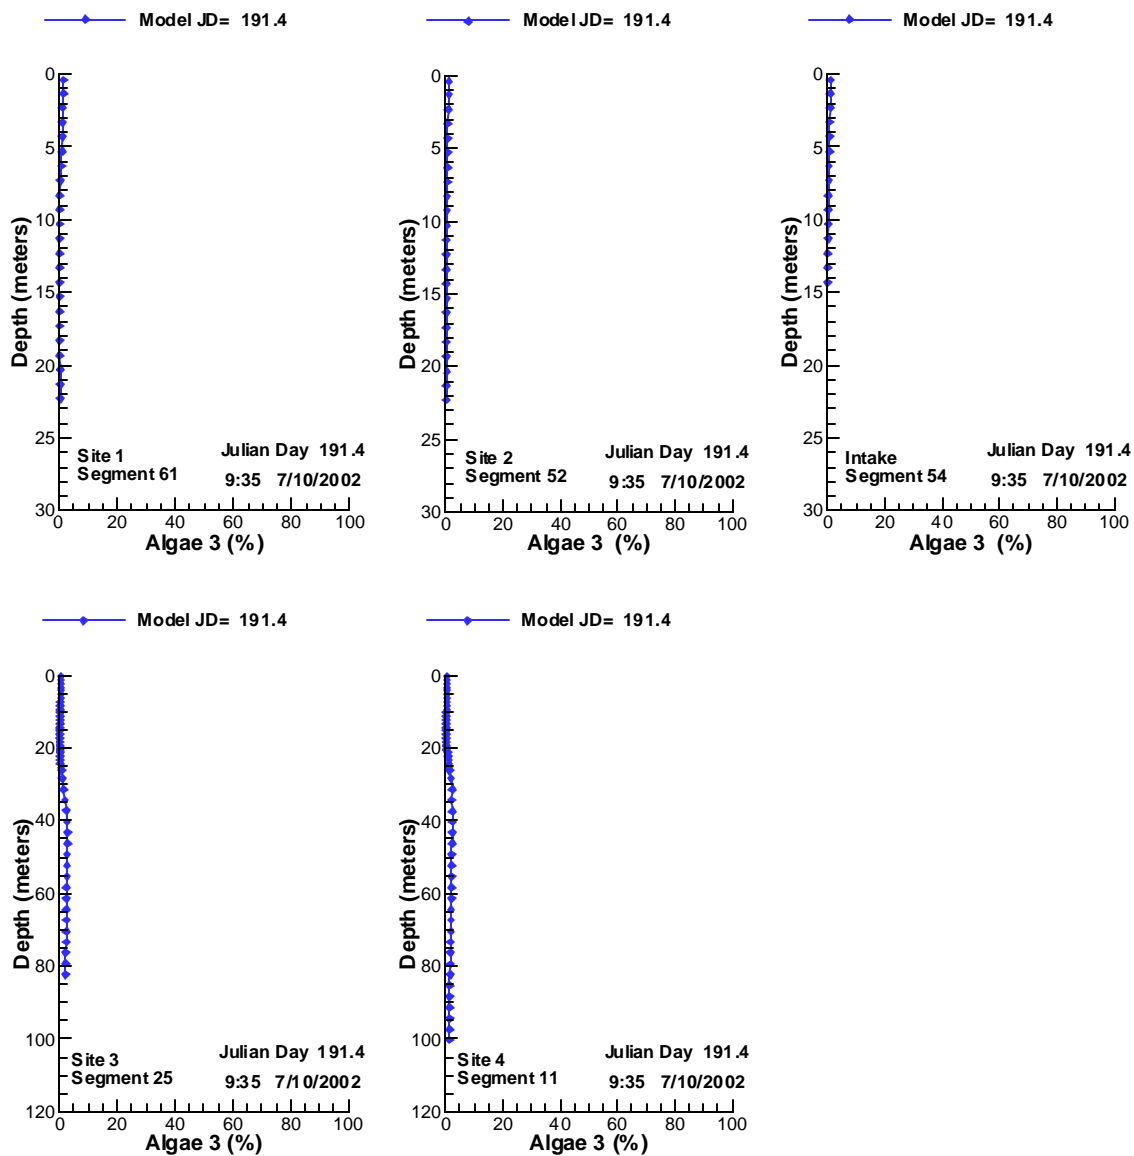 Model JD= 191.4
Model JD= 191.4
Model JD= 191.4
0
5
10
15
20
25
30
Depth (meters)
Site 1
Segment 61
Julian Day 191.4
9:35 7/10/2002
0 20 40 60 80 100
Algae 3 (%)
0
5
10
15
20
25
30
Depth (meters)
Site 2
Segment 52
Julian Day 191.4
9:35 7/10/2002
0 20 40 60 80 100
Algae 3 (%)
0
5
10
15
20
25
30
Depth (meters)
Intake
Segment 54
Julian Day 191.4
9:35 7/10/2002
0 20 40 60 80 100
Algae 3 (%)
Model JD= 191.4
Model JD= 191.4
0
20
40
60
80
100
120
Depth (meters)
Site 3
Segment 25
Julian Day 191.4
9:35 7/10/2002
0 20 40 60 80 100
Algae 3 (%)
0
20
40
60
80
100
120
Depth (meters)
Site 4
Segment 11
Julian Day 191.4
9:35 7/10/2002
0 20 40 60 80 100
Algae 3 (%)